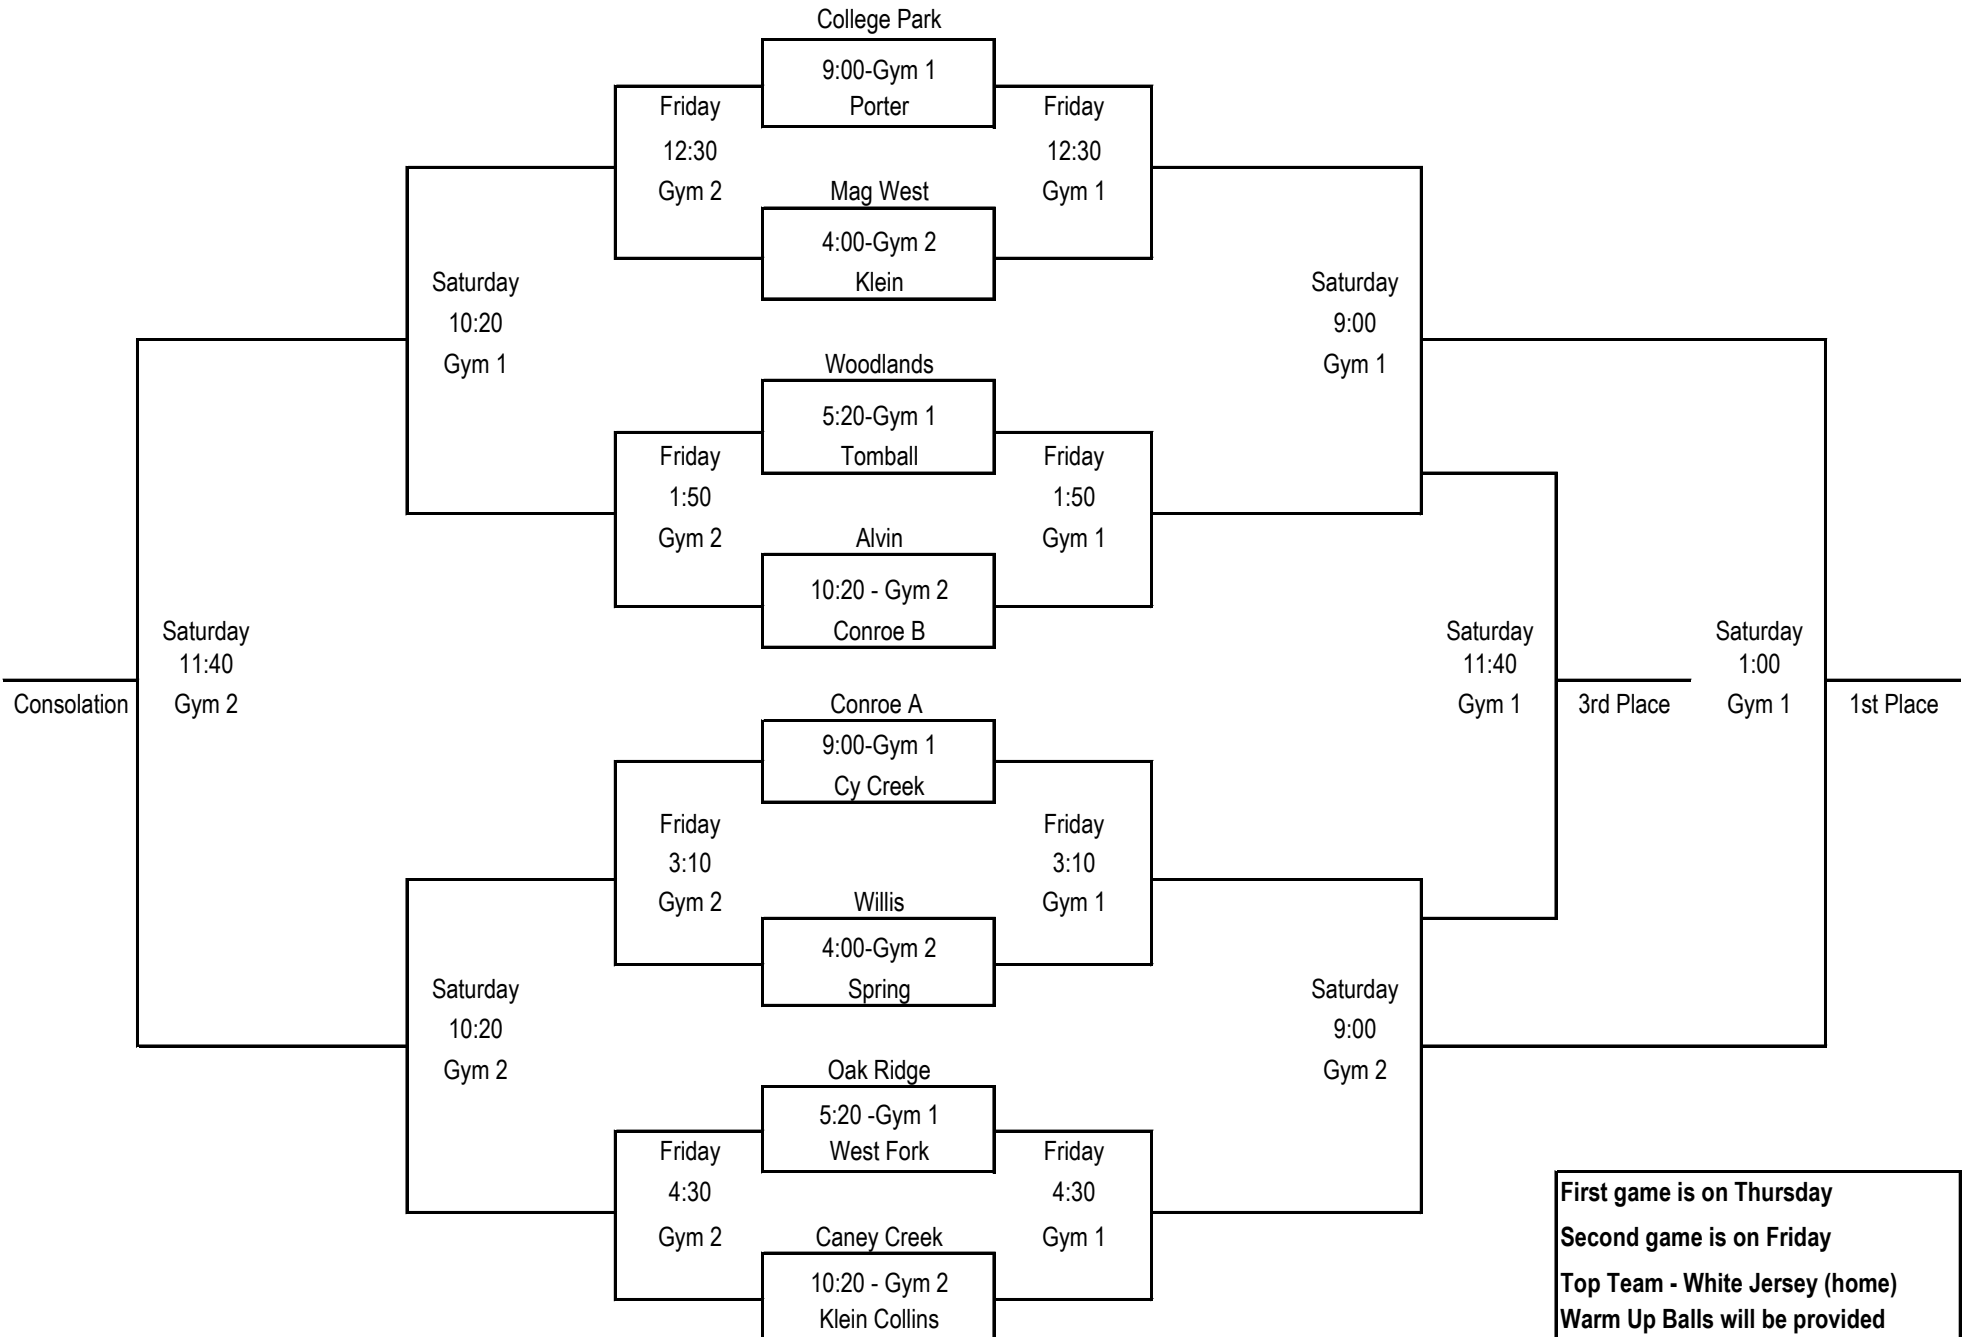 College Park
9:00-Gym 1
Porter
Friday
12:30
Gym 2
Friday
12:30
Gym 1
Mag West
4:00-Gym 2
Klein
Saturday
10:20
Gym 1
Saturday
9:00
Gym 1
Woodlands
5:20-Gym 1
Tomball
Friday
1:50
Gym 2
Friday
1:50
Gym 1
Alvin
10:20 - Gym 2
Conroe B
Saturday
11:40
Gym 2
Consolation
Saturday
11:40
Gym 1
3rd Place
Saturday
1:00
Gym 1
1st Place
Conroe A
9:00-Gym 1
Cy Creek
Friday
3:10
Gym 2
Friday
3:10
Gym 1
Willis
4:00-Gym 2
Spring
Saturday
10:20
Gym 2
Saturday
9:00
Gym 2
Oak Ridge
5:20 -Gym 1
West Fork
Friday
4:30
Gym 2
Friday
4:30
Gym 1
Caney Creek
10:20 - Gym 2
Klein Collins
First game is on Thursday
Second game is on Friday
Top Team - White Jersey (home)
Warm Up Balls will be provided